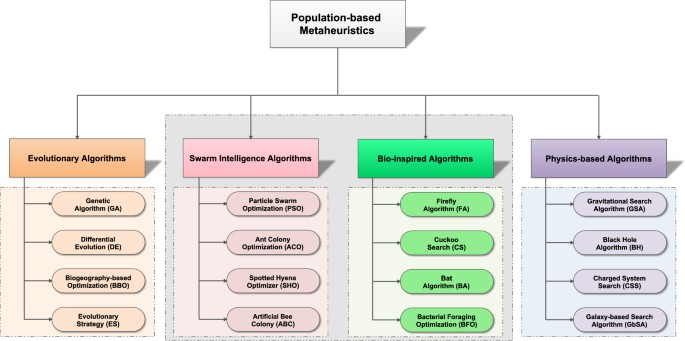 Population-based
Metaheuristics
Evolutionary Algorithms
Swarm Intelligence Algorithms
Bio-inspired Algorithms
Physics-based Algorithms
Genetic
Algorithm (GA)
Differential
Evolution (DE)
Biogeography-based
Optimization (BBO)
Evolutionary
Strategy (ES)
Particle Swarm
Optimization (PSO)
Ant Colony
Optimization (ACO)
Spotted Hyena
Optimizer (SHO)
Artificial Bee
Colony (ABC)
Firefly
Algorithm (FA)
Cuckoo
Search (CS)
Bat
Algorithm (BA)
Bacterial Foraging
Optimization (BFO)
Gravitational Search
Algorithm (GSA)
Black Hole
Algorithm (BH)
Charged System
Search (CSS)
Galaxy-based Search
Algorithm (GbSA)